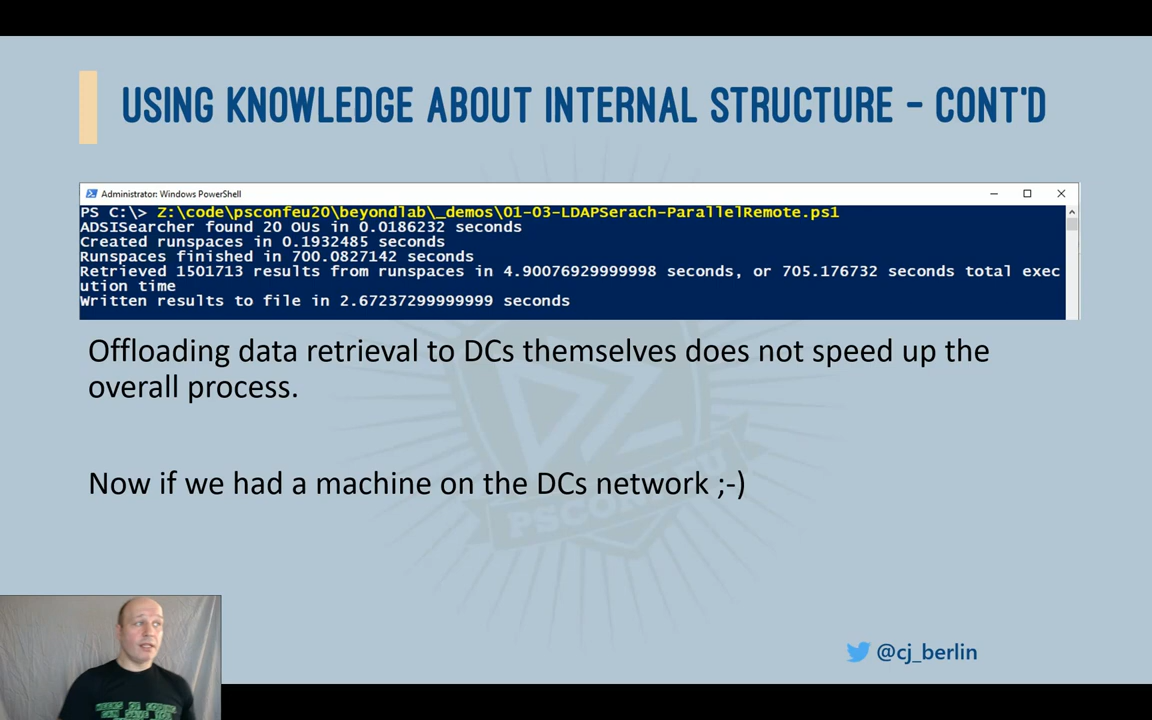 USING KNOWLEDGE ABOUT INTERNAL STRUCTURE - CONT'D
Administrator: Windows PowerShell
PS C:\> Z:\code\psconfeu20\beyondlab\_demos\01-03-LDAPSerach-ParallelRemote.ps1
ADSISearcher found 20 OUs in 0.0186232 seconds
Created runspaces in 0.1932485 seconds
Runspaces finished in 700.0827142 seconds
Retrieved 1501713 results from runspaces in 4.90076929999998 seconds, or 705.176732 seconds total exec
ution time
Written results to file in 2.67237299999999 seconds
Offloading data retrieval to DCs themselves does not speed up the
overall process.
Now if we had a machine on the DCs network ;-)
@cj_berlin